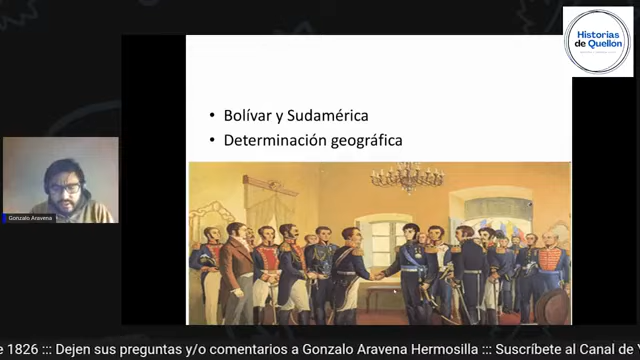 Historias
de Quellon
• Bolívar y Sudamérica
• Determinación geográfica
Gonzalo Aravena
e 1826 ::: Dejen sus preguntas y/o comentarios a Gonzalo Aravena Hermosilla ::: Suscríbete al Canal de